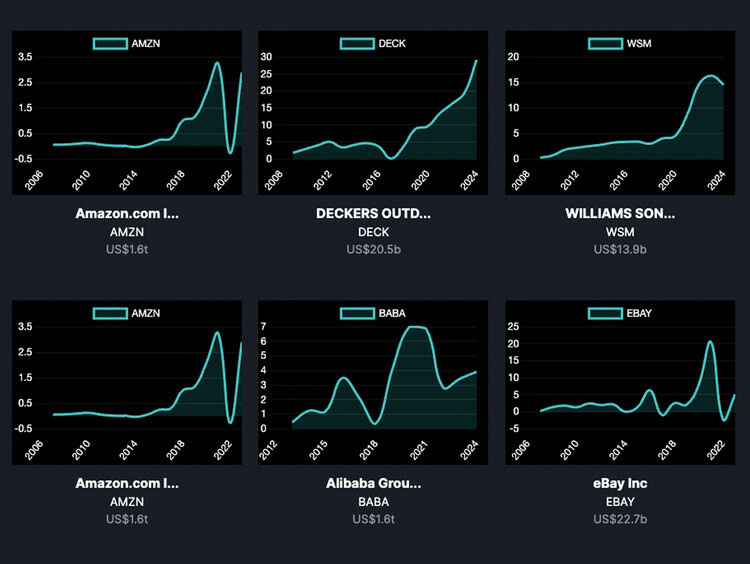 AMZN
3.5
2.5
1.5
0.5
-0.5
2006
2010
2014
2018
2022
Amazon.com I...
AMZN
US$1.6t
DECK
30
25
20
15
10
5
0
2008
2012
2016
2020
2024
DECKERS OUTD...
DECK
US$20.5b
WSM
20
15
10
5
0
2008
2012
2016
2020
2024
WILLIAMS SON...
WSM
US$13.9b
AMZN
3.5
2.5
1.5
0.5
-0.5
2006
2010
2014
2018
2022
Amazon.com I...
AMZN
US$1.6t
BABA
7
6
5
4
3
2
1
0
2012
2015
2018
2021
2024
Alibaba Grou...
BABA
US$1.6t
EBAY
25
20
15
10
5
0
-5
2006
2010
2014
2018
2022
eBay Inc
EBAY
US$22.7b